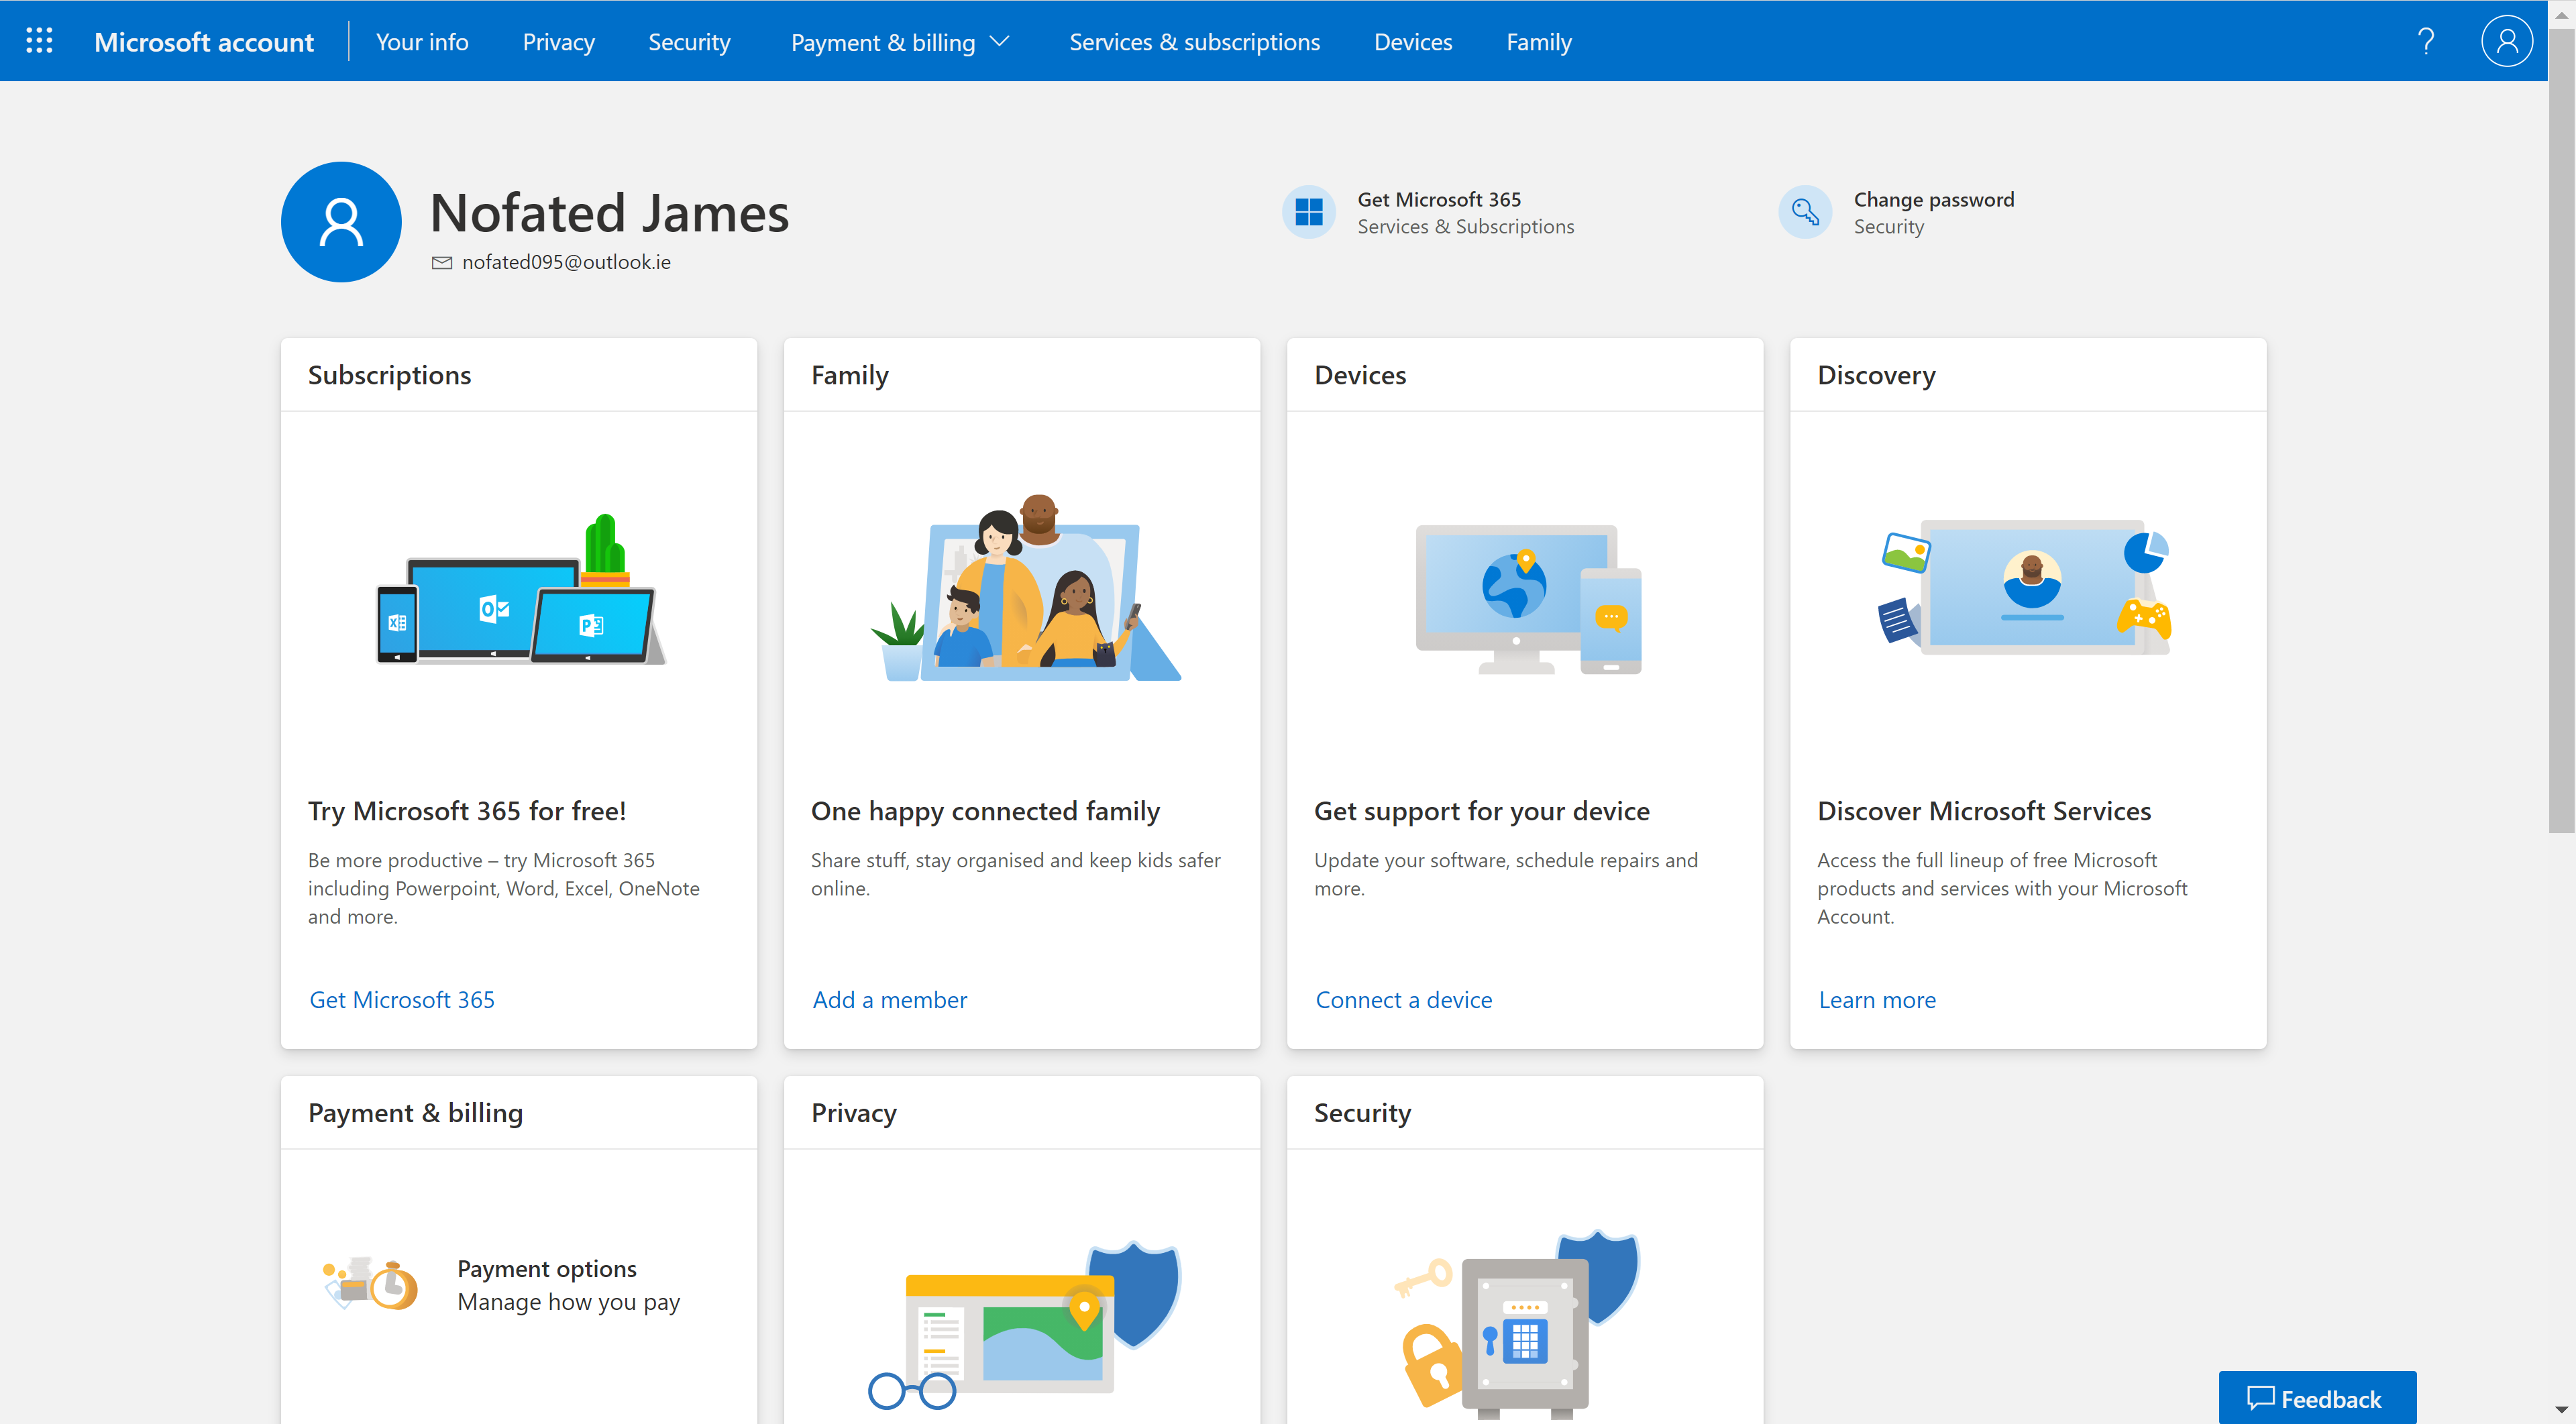 Microsoft account
Your info
Privacy
Security
Payment & billing
Services & subscriptions
Devices
Family
?
Nofated James
nofated095@outlook.ie
Get Microsoft 365
Services & Subscriptions
Change password
Security
Subscriptions
Try Microsoft 365 for free!
Be more productive – try Microsoft 365
including Powerpoint, Word, Excel, OneNote
and more.
Get Microsoft 365
Family
One happy connected family
Share stuff, stay organised and keep kids safer
online.
Add a member
Devices
Get support for your device
Update your software, schedule repairs and
more.
Connect a device
Discovery
Discover Microsoft Services
Access the full lineup of free Microsoft
products and services with your Microsoft
Account.
Learn more
Payment & billing
Payment options
Manage how you pay
Privacy
Security
Feedback